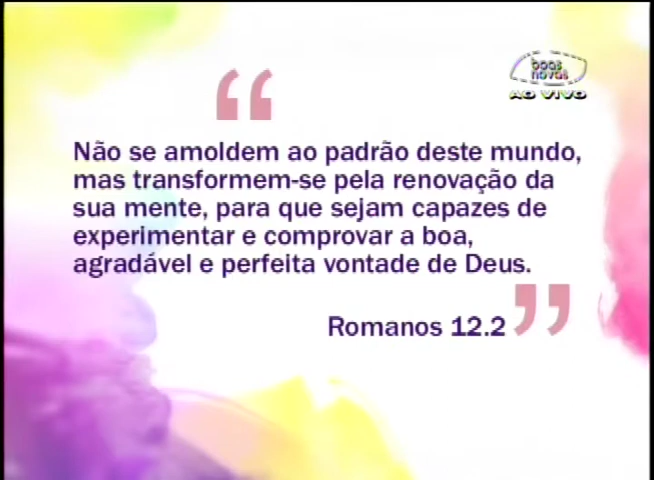 boas
novas
AO VIVO
“
Não se amoldem ao padrão deste mundo,
mas transformem-se pela renovação da
sua mente, para que sejam capazes de
experimentar e comprovar a boa,
agradável e perfeita vontade de Deus.
Romanos 12.2 ”